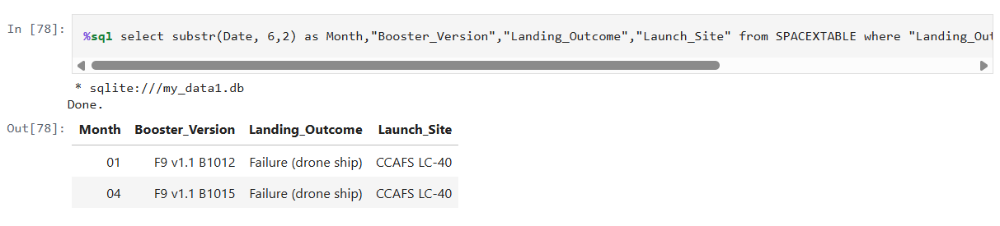 In [78]: %sql select substr(Date, 6,2) as Month,"Booster_Version","Landing_Outcome","Launch_Site" from SPACEXTABLE where "Landing_Out
* sqlite:///my_data1.db
Done.
Out[78]: Month Booster_Version Landing_Outcome Launch_Site
01 F9 v1.1 B1012 Failure (drone ship) CCAFS LC-40
04 F9 v1.1 B1015 Failure (drone ship) CCAFS LC-40